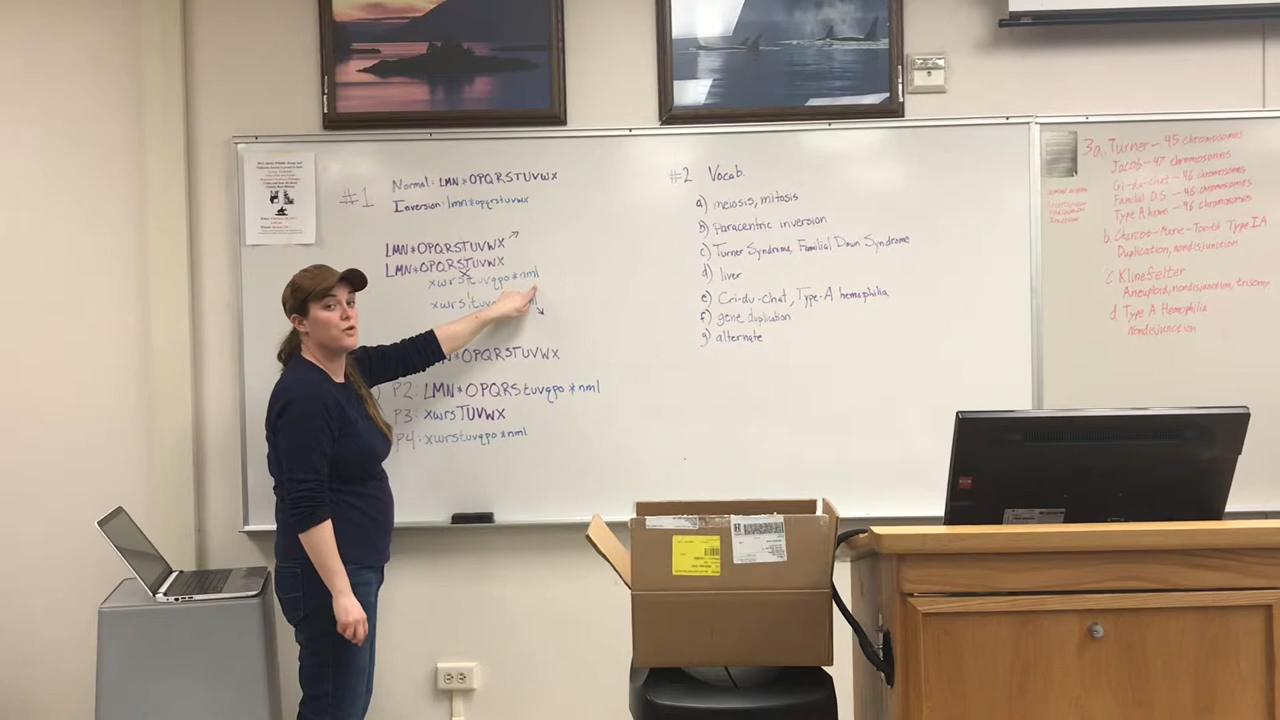 #1
Normal: LMN*OPQRSTUVWX
Inversion: lmn*opqrstuvwx
LMN*OPQRSTUVWX
LMN*OPQRSTUVWX
xwrstuvqpo*nml
xwrstuv
*OPQRSTUVWX
P2: LMN*OPQRStuvqpo*nml
P3: xwrsTUVWX
P4: xwrstuvqpo*nml
#2 Vocab.
a) meiosis, mitosis
b) paracentric inversion
c) Turner Syndrome, Familial Down Syndrome
d) liver
e) Cri-du-Chat, Type-A hemophilia
f) gene duplication
g) alternate
3a. Turner - 45 chromosomes
Jacob - 47 chromosomes
Cri-du-chat - 46 chromosomes
Familial D.S. - 46 chromosomes
Type A hemo - 46 chromosomes
b. Charcot-Marie-Tooth Type IA
Duplication, nondisjunction
c. Klinefelter
Aneuploid, nondisjunction, trisomy
d. Type A Hemophilia
Nondisjunction